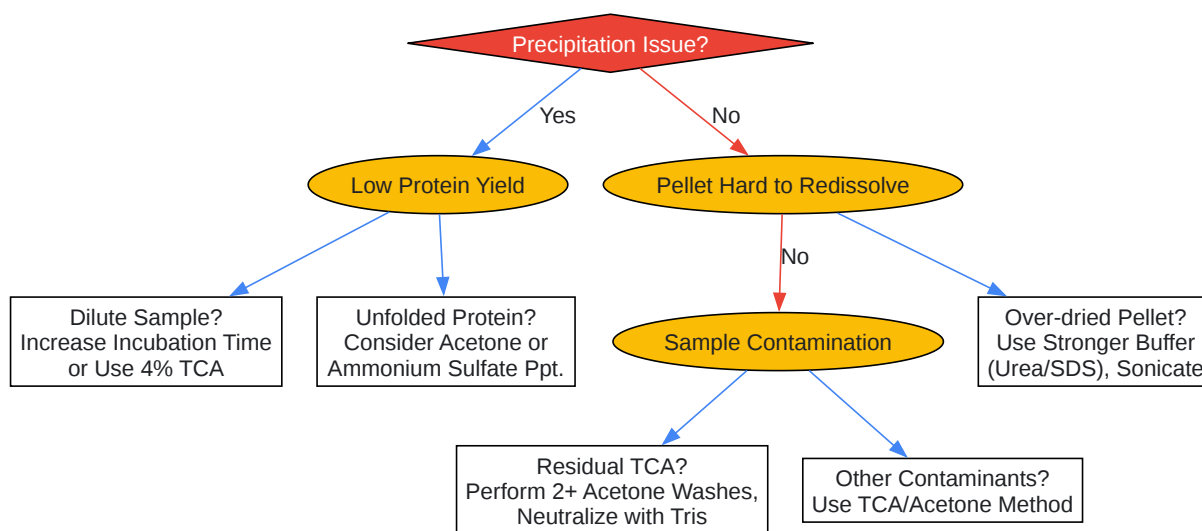 Precipitation Issue?
Yes
No
Low Protein Yield
Pellet Hard to Redissolve
No
Dilute Sample?
Increase Incubation Time
or Use 4% TCA
Unfolded Protein?
Consider Acetone or
Ammonium Sulfate Ppt.
Sample Contamination
Over-dried Pellet?
Use Stronger Buffer
(Urea/SDS), Sonicate
Residual TCA?
Perform 2+ Acetone Washes,
Neutralize with Tris
Other Contaminants?
Use TCA/Acetone Method